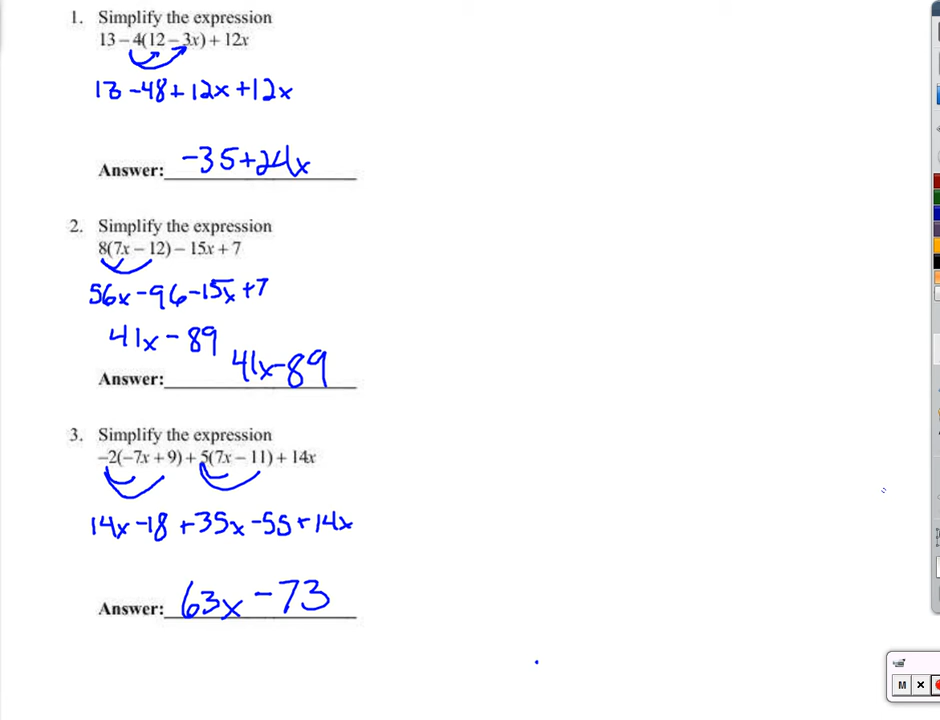 1. Simplify the expression
13 – 4(12 – 3x) + 12x
13 -48 + 12x +12x
Answer: -35+24x
2. Simplify the expression
8(7x – 12) – 15x + 7
56x -96 -15x +7
41x - 89
Answer: 41x-89
3. Simplify the expression
–2(–7x + 9) + 5(7x – 11) + 14x
14x -18 +35x -55 +14x
Answer: 63x -73
M ×